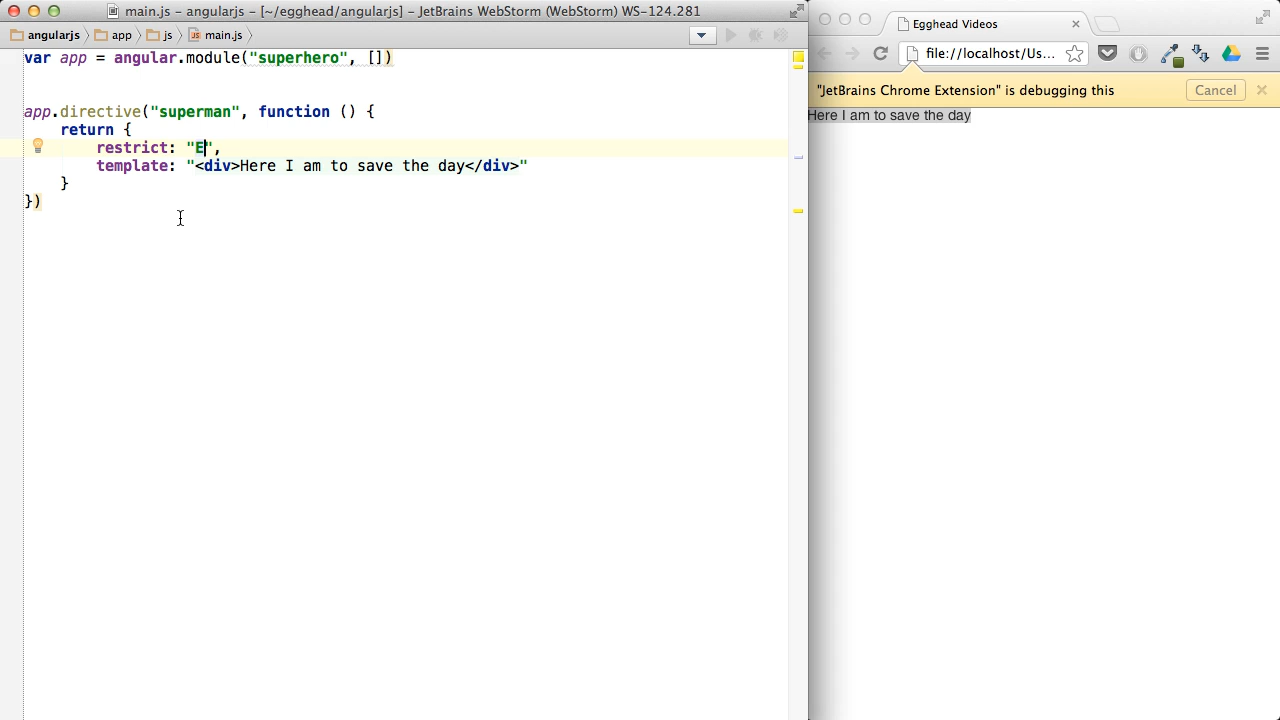 main.js – angularjs – [~/egghead/angularjs] – JetBrains WebStorm (WebStorm) WS-124.281
angularjs app js main.js
var app = angular.module("superhero", [])
app.directive("superman", function () {
return {
restrict: "E",
template: "<div>Here I am to save the day</div>"
}
})
Egghead Videos
file://localhost/Us...
"JetBrains Chrome Extension" is debugging this
Cancel
Here I am to save the day